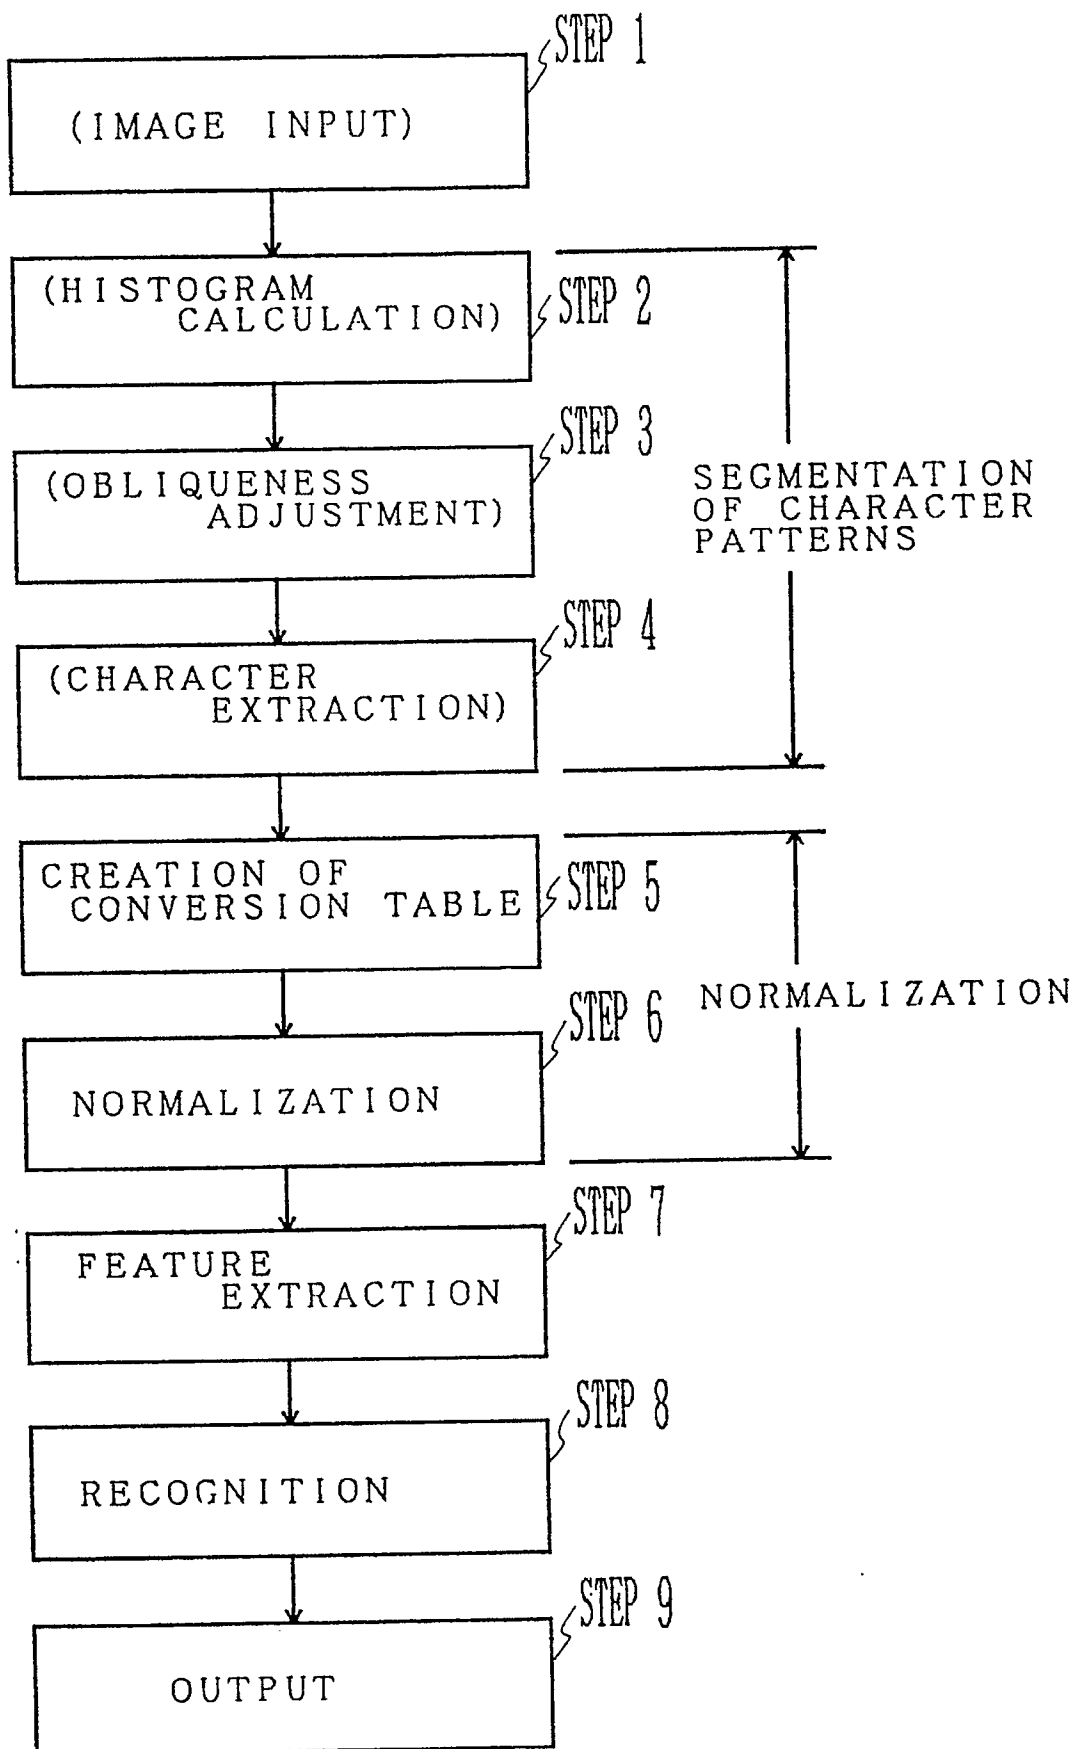 STEP 1
(IMAGE INPUT)
(HISTOGRAM
CALCULATION)
STEP 2
STEP 3
(OBLIQUENESS
ADJUSTMENT)
SEGMENTATION
OF CHARACTER
PATTERNS
STEP 4
(CHARACTER
EXTRACTION)
CREATION OF
CONVERSION TABLE
STEP 5
NORMALIZATION
STEP 6
NORMALIZATION
STEP 7
FEATURE
EXTRACTION
STEP 8
RECOGNITION
STEP 9
OUTPUT